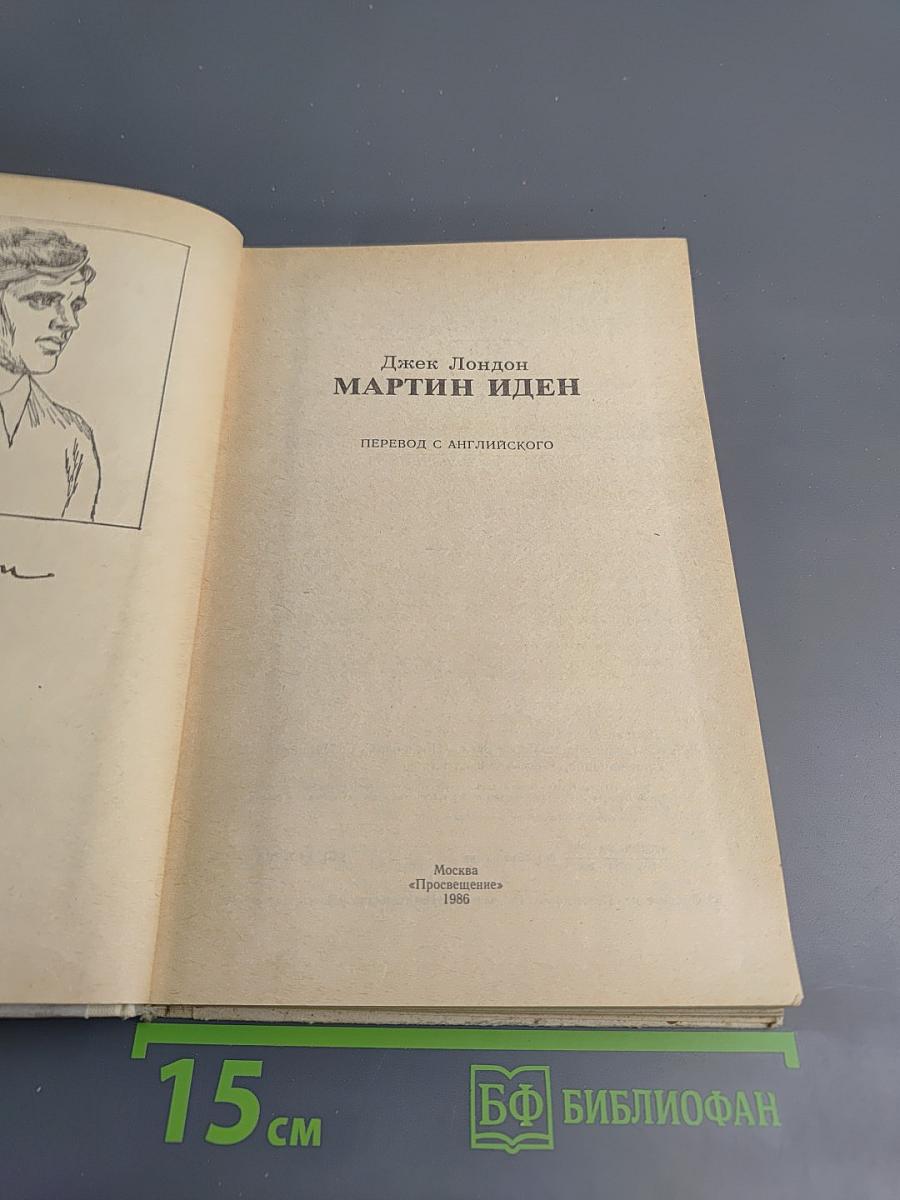 Джек Лондон
МАРТИН ИДЕН
ПЕРЕВОД С АНГЛИЙСКОГО
Москва
«Просвещение»
1986
15 см
БФ БИБЛИОФАН